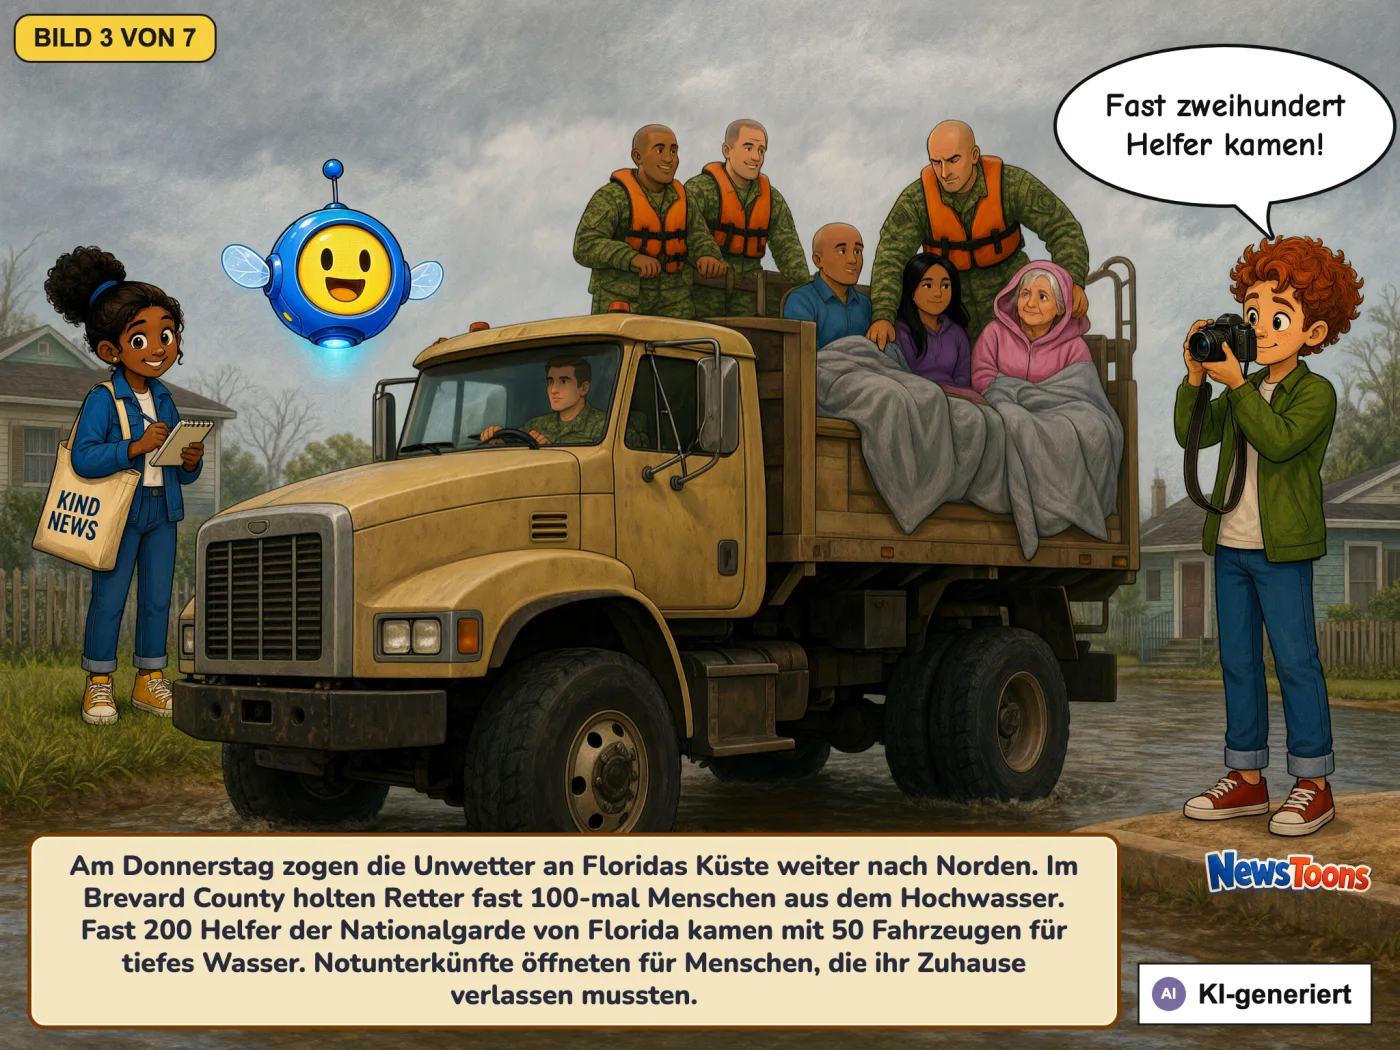 BILD 3 VON 7
Fast zweihundert
Helfer kamen!
KIND
NEWS
Am Donnerstag zogen die Unwetter an Floridas Küste weiter nach Norden. Im
Brevard County holten Retter fast 100-mal Menschen aus dem Hochwasser.
Fast 200 Helfer der Nationalgarde von Florida kamen mit 50 Fahrzeugen für
tiefes Wasser. Notunterkünfte öffneten für Menschen, die ihr Zuhause
verlassen mussten.
NEWSTOONS
AI KI-generiert